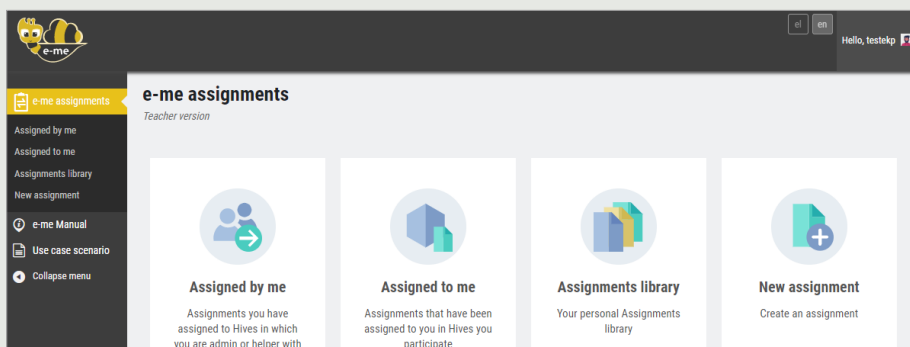 e-me
el en
Hello, testekp
e-me assignments
Assigned by me
Assigned to me
Assignments library
New assignment
e-me Manual
Use case scenario
Collapse menu
e-me assignments
Teacher version
Assigned by me
Assignments you have
assigned to Hives in which
you are admin or helper with
Assigned to me
Assignments that have been
assigned to you in Hives you
participate
Assignments library
Your personal Assignments
library
New assignment
Create an assignment